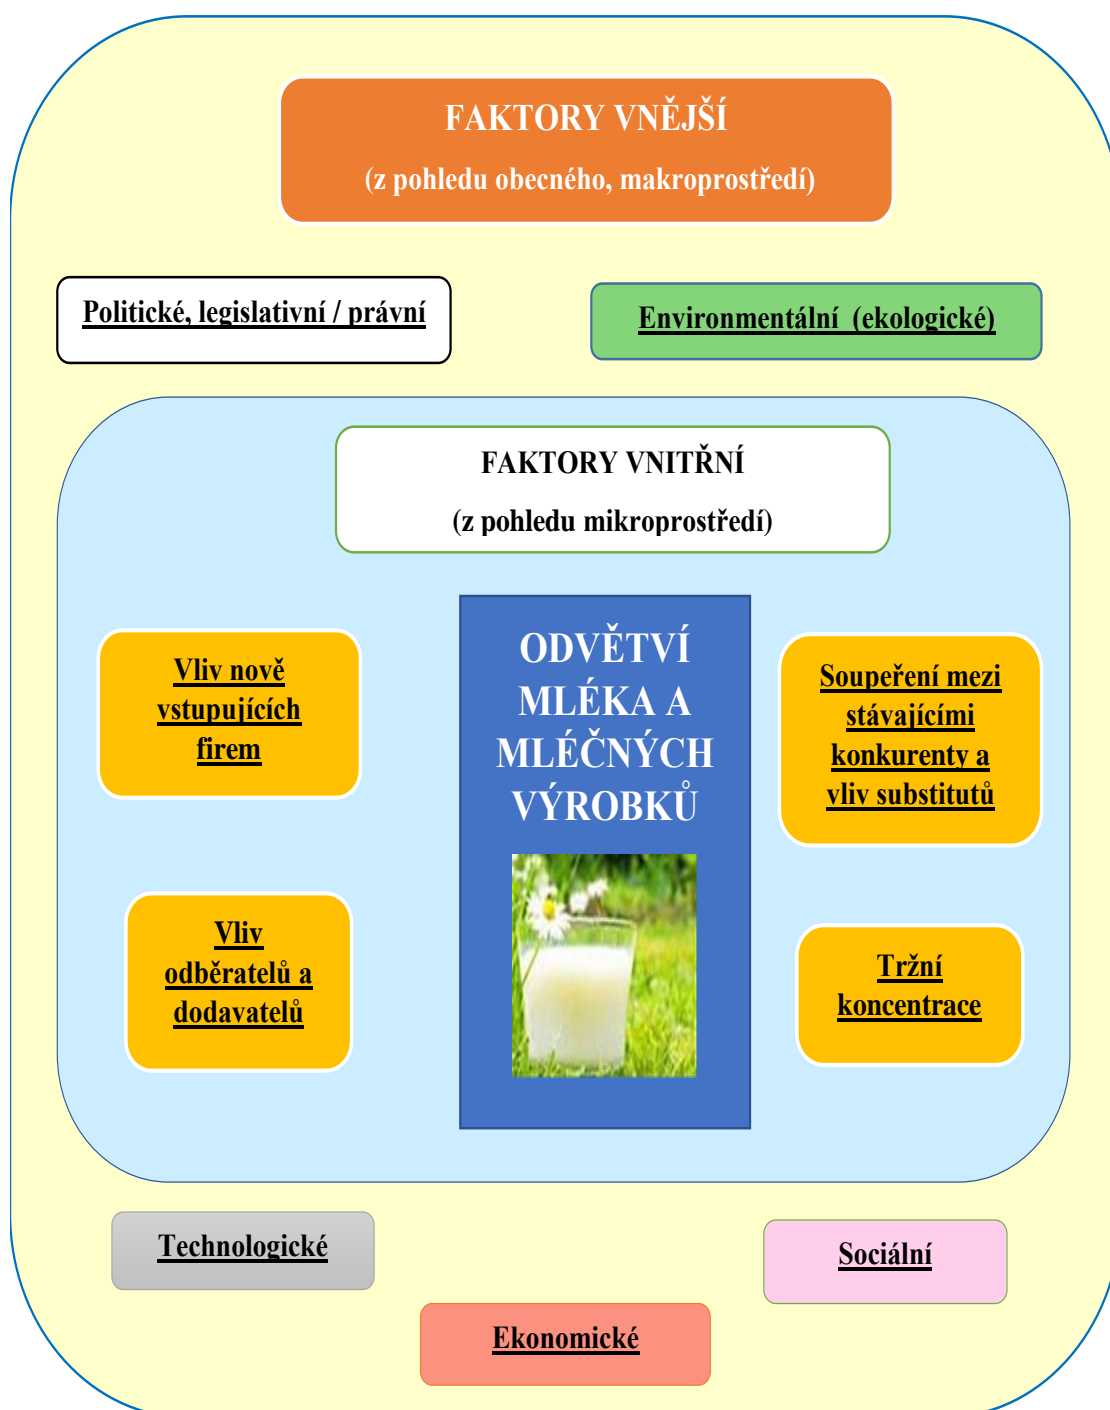 FAKTORY VNĚJŠÍ
(z pohledu obecného, makroprostředí)
Politické, legislativní / právní
Environmentální (ekologické)
FAKTORY VNITŘNÍ
(z pohledu mikroprostředí)
Vliv nově
vstupujících
firem
ODVĚTVÍ
MLÉKA A
MLÉČNÝCH
VÝROBKŮ
Soupeření mezi
stávajícími
konkurenty a
vliv substitutů
Vliv
odběratelů a
dodavatelů
Tržní
koncentrace
Technologické
Sociální
Ekonomické